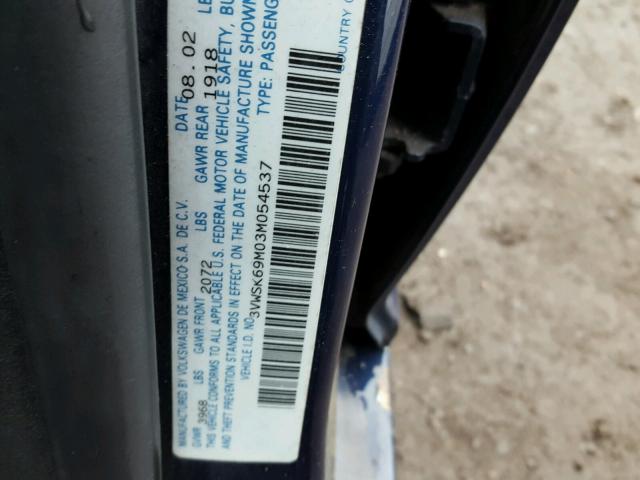 MANUFACTURED BY VOLKSWAGEN DE MEXICO S.A. DE C.V. DATE 08.02
GVWR 3968 LBS GAWR FRONT 2072 LBS GAWR REAR 1918
THIS VEHICLE CONFORMS TO ALL APPLICABLE U.S. FEDERAL MOTOR VEHICLE SAFETY,
AND THEFT PREVENTION STANDARDS IN EFFECT ON THE DATE OF MANUFACTURE SHOWN
VEHICLE I.D. NO. 3VWSK69M03M054537 TYPE: PASSENG
COUNTRY